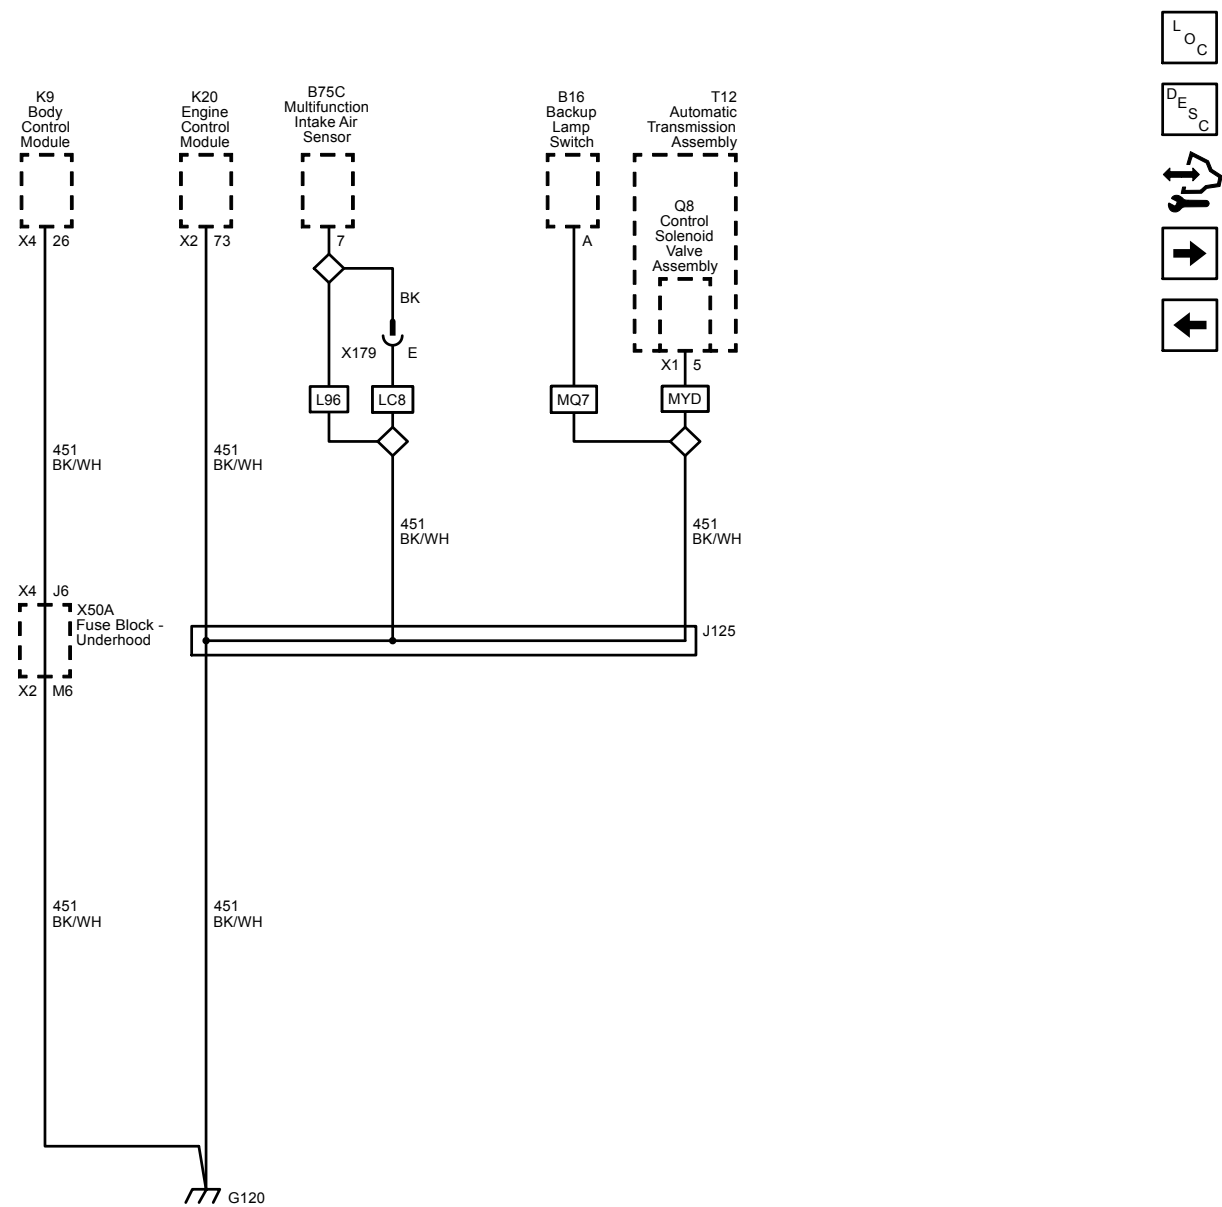 L
O
C
D
E
S
C
K9
Body
Control
Module
K20
Engine
Control
Module
B75C
Multifunction
Intake Air
Sensor
B16
Backup
Lamp
Switch
T12
Automatic
Transmission
Assembly
Q8
Control
Solenoid
Valve
Assembly
X4 26
X2 73
7
A
BK
X179 E
X1 5
L96
LC8
MQ7
MYD
451
BK/WH
451
BK/WH
451
BK/WH
451
BK/WH
X4 J6
X50A
Fuse Block -
Underhood
X2 M6
J125
451
BK/WH
451
BK/WH
G120